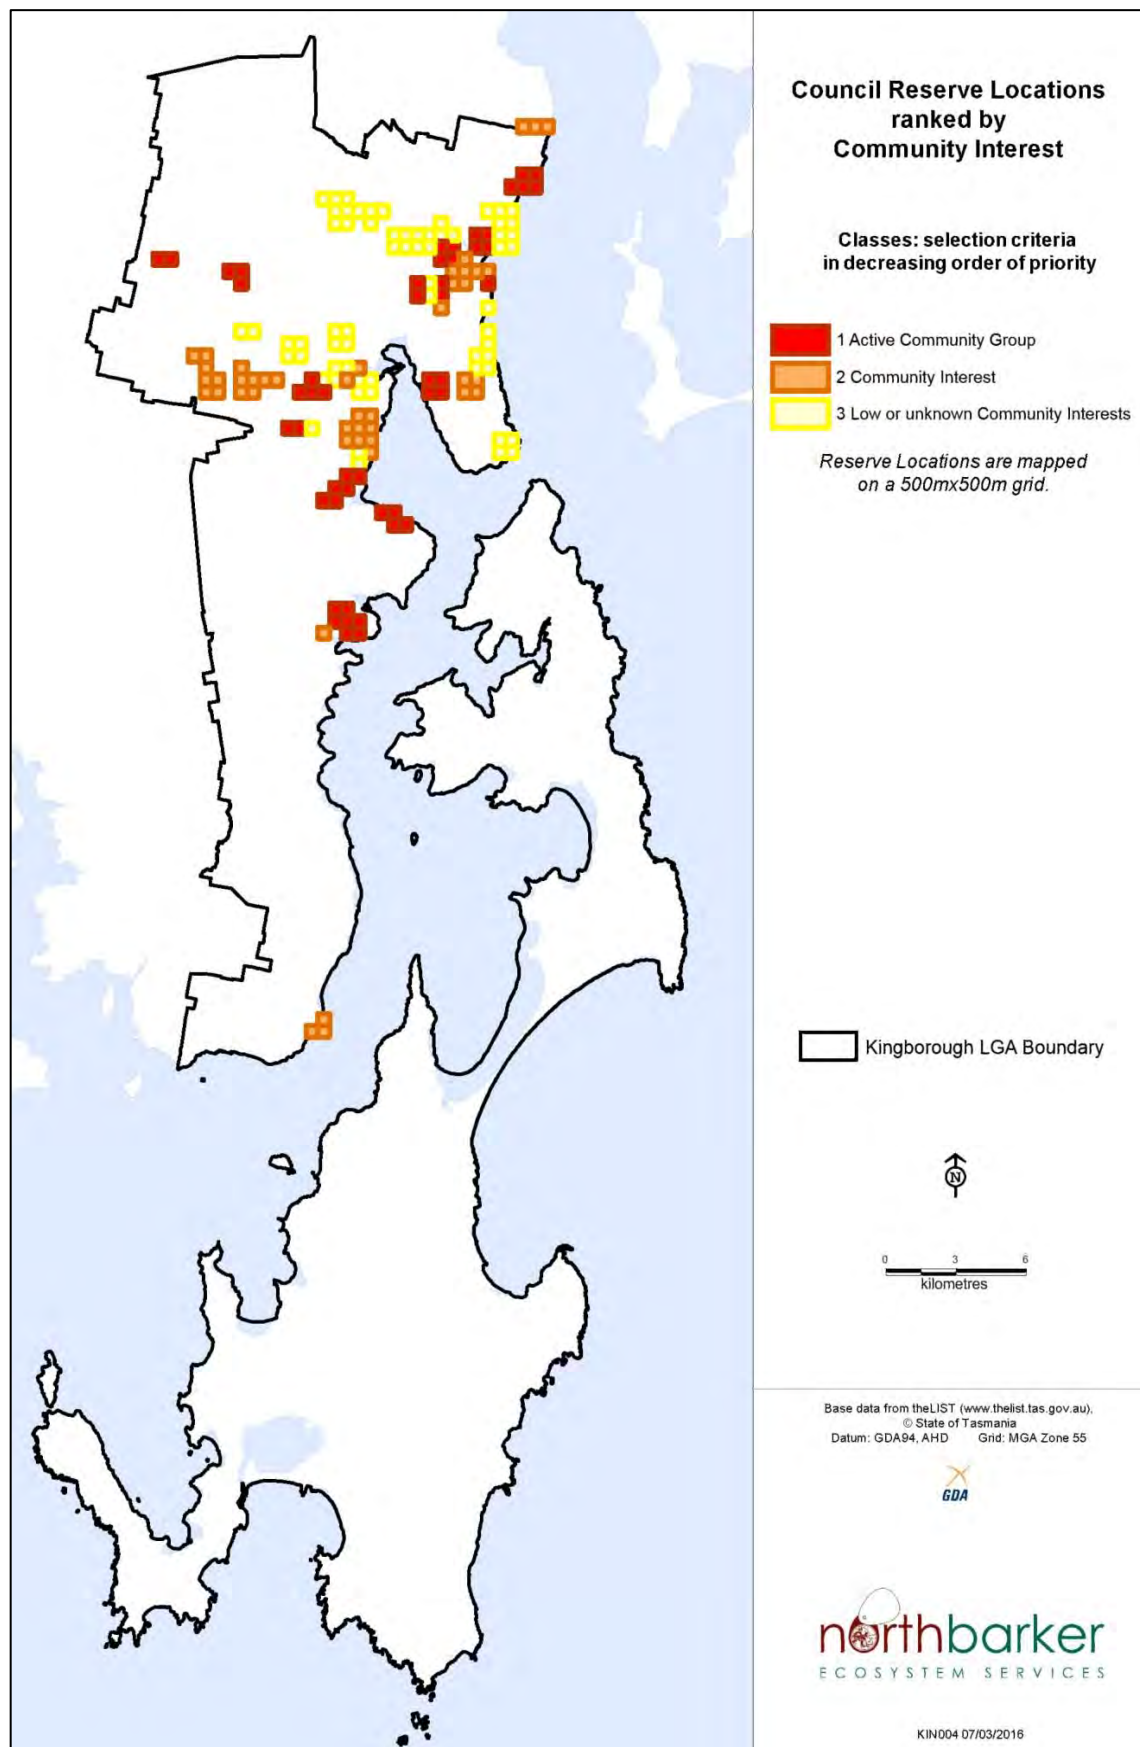 Council Reserve Locations
ranked by
Community Interest
Classes: selection criteria
in decreasing order of priority
1 Active Community Group
2 Community Interest
3 Low or unknown Community Interests
Reserve Locations are mapped
on a 500mx500m grid.
Kingborough LGA Boundary
N
0 3 6
kilometres
Base data from theLIST (www.thelist.tas.gov.au),
© State of Tasmania
Datum: GDA94, AHD Grid: MGA Zone 55
GDA
northbarker
ECOSYSTEM SERVICES
KIN004 07/03/2016